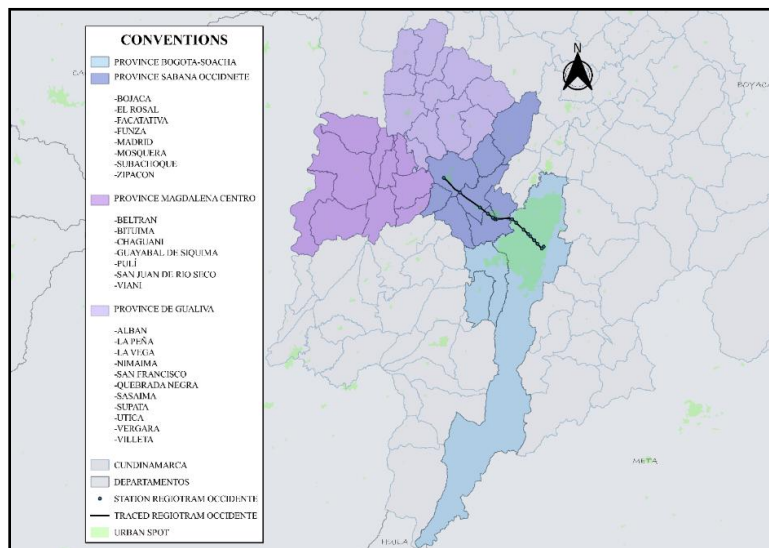 CONVENTIONS
PROVINCE BOGOTA-SOACHA
PROVINCE SABANA OCCIDNETE
-BOJACA
-EL ROSAL
-FACATATIVA
-FUNZA
-MADRID
-MOSQUERA
-SUBACHOQUE
-ZIPACON
PROVINCE MAGDALENA CENTRO
-BELTRAN
-BITUIMA
-CHAGUANI
-GUAYABAL DE SIQUIMA
-PULÍ
-SAN JUAN DE RIO SECO
-VIANI
PROVINCE DE GUALIVA
-ALBAN
-LA PEÑA
-LA VEGA
-NIMAIMA
-SAN FRANCISCO
-QUEBRADA NEGRA
-SASAIMA
-SUPATA
-UTICA
-VERGARA
-VILLETA
CUNDINAMARCA
DEPARTAMENTOS
STATION REGIOTRAM OCCIDENTE
TRACED REGIOTRAM OCCIDENTE
URBAN SPOT
N
BOYACA
META
HUILA